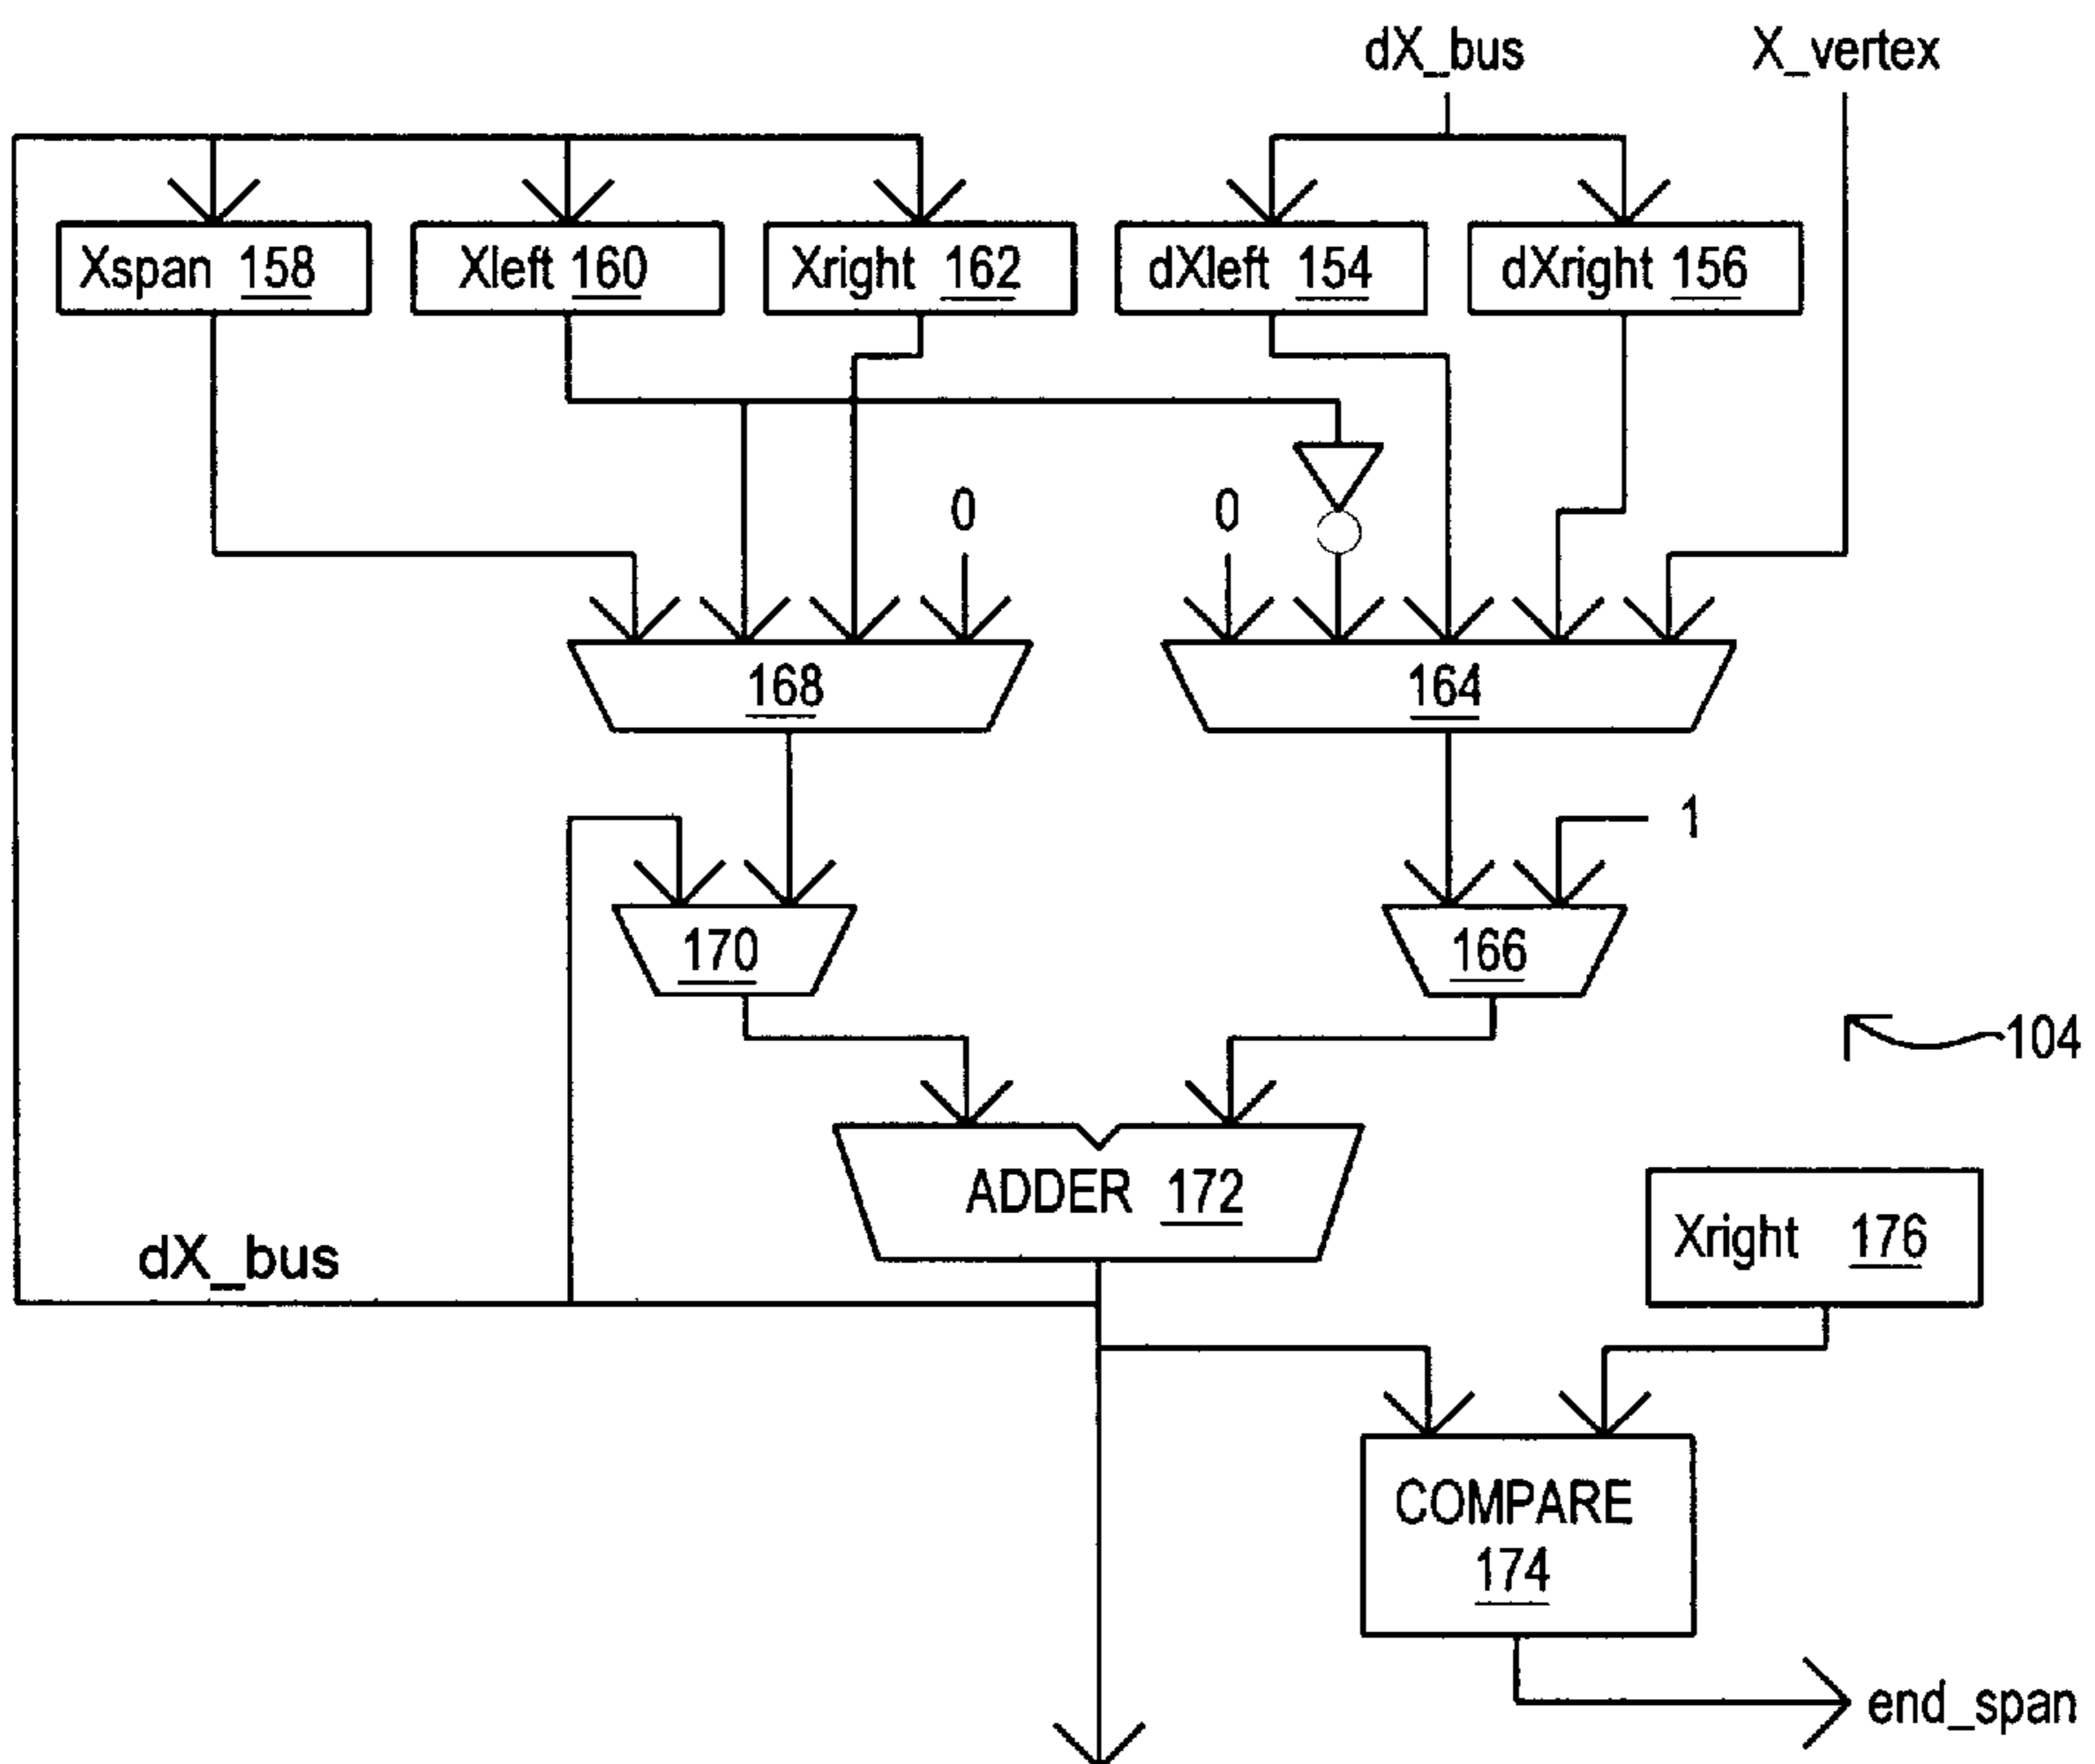 dX_bus X_vertex
Xspan 158 Xleft 160 Xright 162 dXleft 154 dXright 156
0 0
168 164
1
170 166
104
ADDER 172
Xright 176
dX_bus
COMPARE
174
end_span